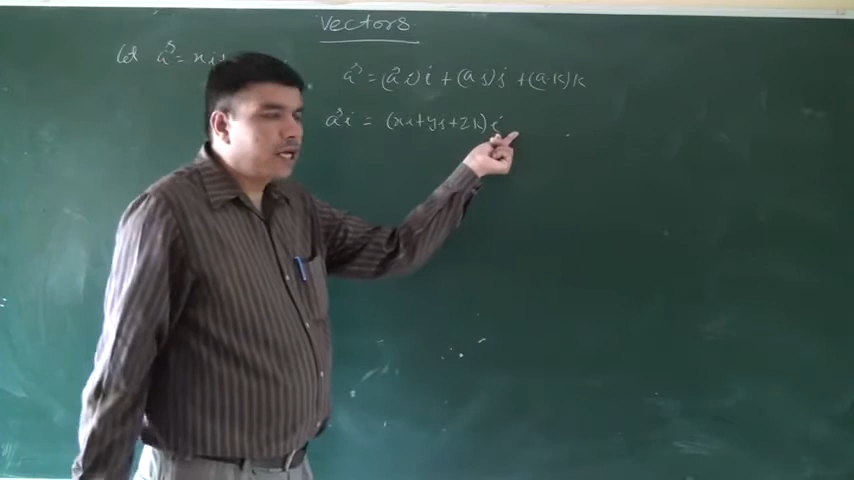 Vectors
Let a⃗ = xi+
a⃗ = (a⃗.i)i + (a.j)j + (a.k)k
a⃗i = (xi+yj+zk)i